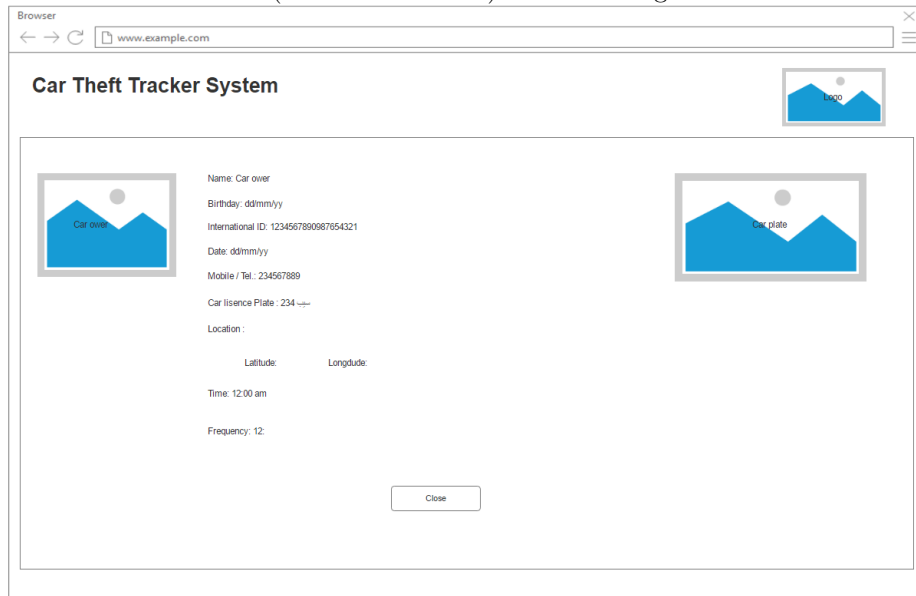 Browser
www.example.com
Car Theft Tracker System
Logo
Car ower
Name: Car ower
Birthday: dd/mm/yy
International ID: 1234567890987654321
Date: dd/mm/yy
Mobile / Tel.: 234567889
Car lisence Plate : 234 سيب
Location :
Latitude: Longdude:
Time: 12:00 am
Frequency: 12:
Car plate
Close